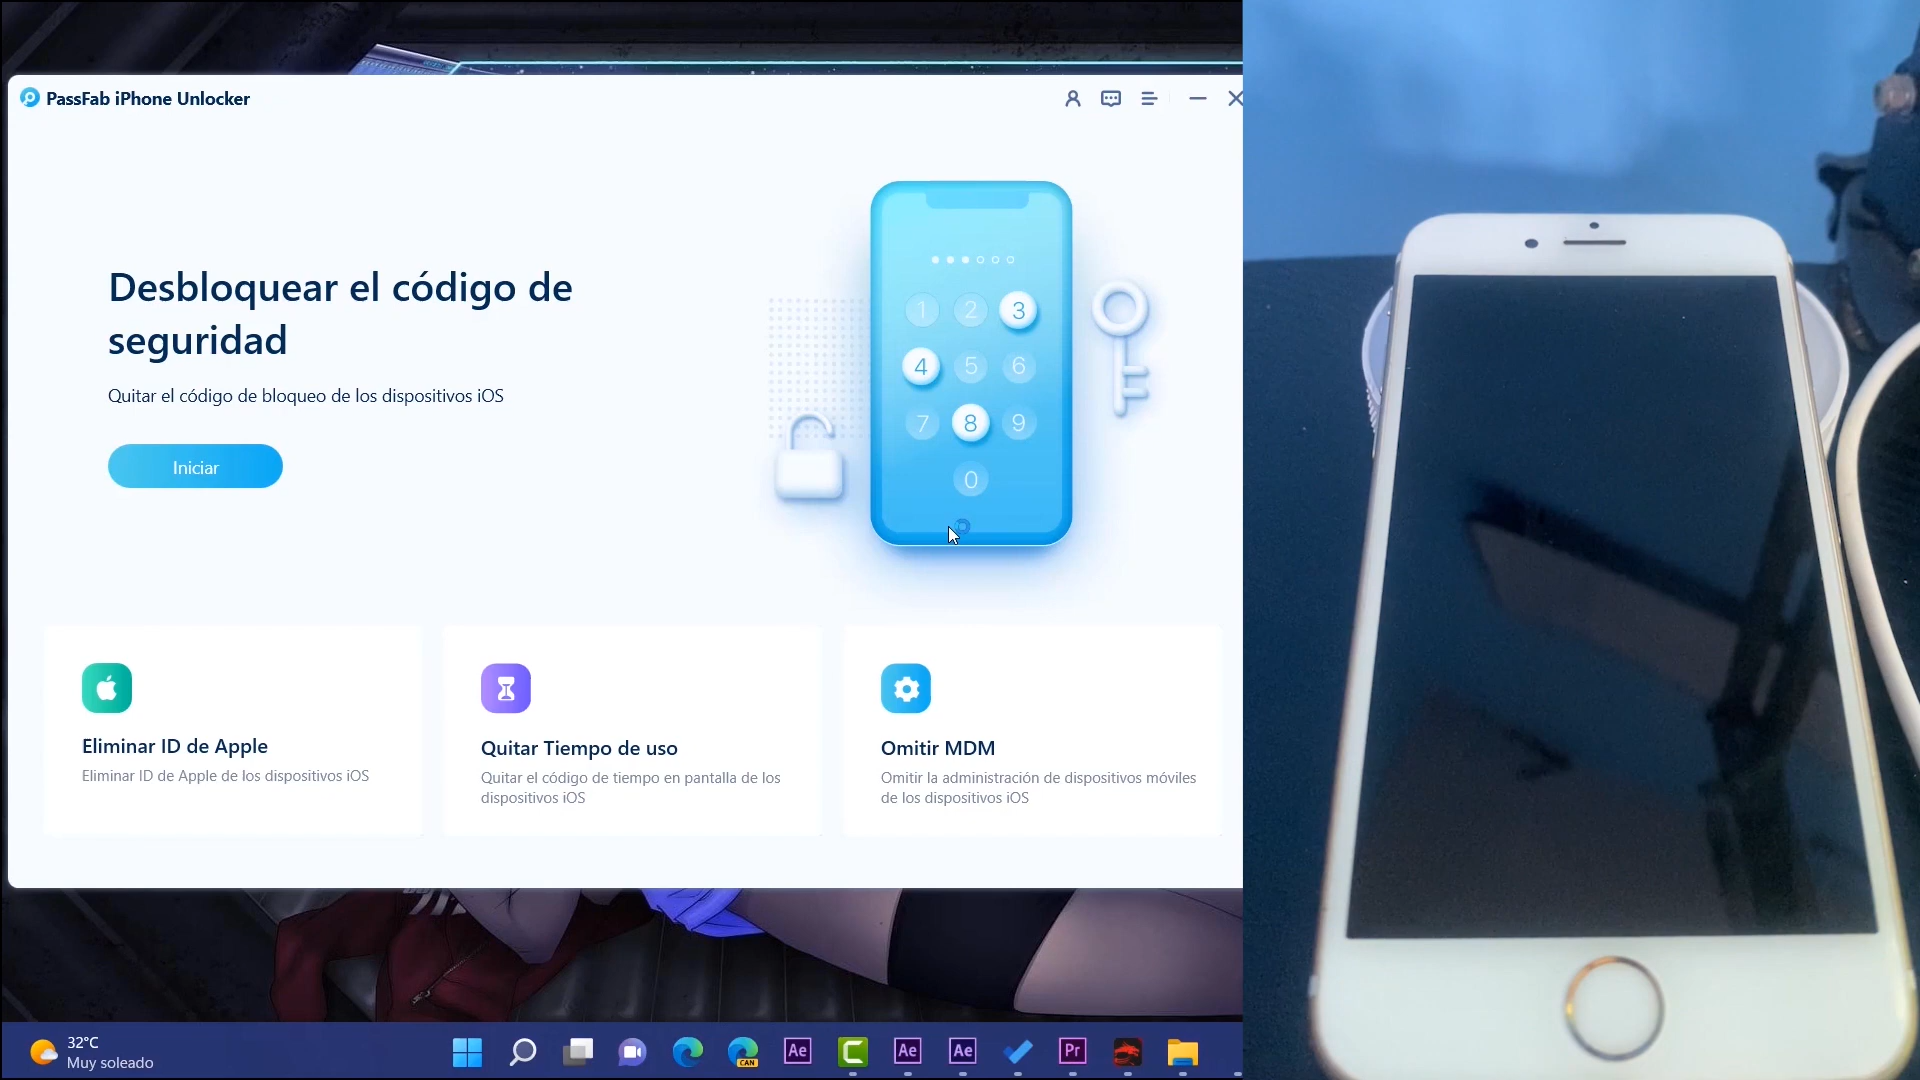 PassFab iPhone Unlocker
Desbloquear el código de
seguridad
Quitar el código de bloqueo de los dispositivos iOS
Iniciar
1 2 3
4 5 6
7 8 9
0
Eliminar ID de Apple
Eliminar ID de Apple de los dispositivos iOS
Quitar Tiempo de uso
Quitar el código de tiempo en pantalla de los
dispositivos iOS
Omitir MDM
Omitir la administración de dispositivos móviles
de los dispositivos iOS
32°C
Muy soleado
CAN
Ae
C
Ae
Ae
Pr